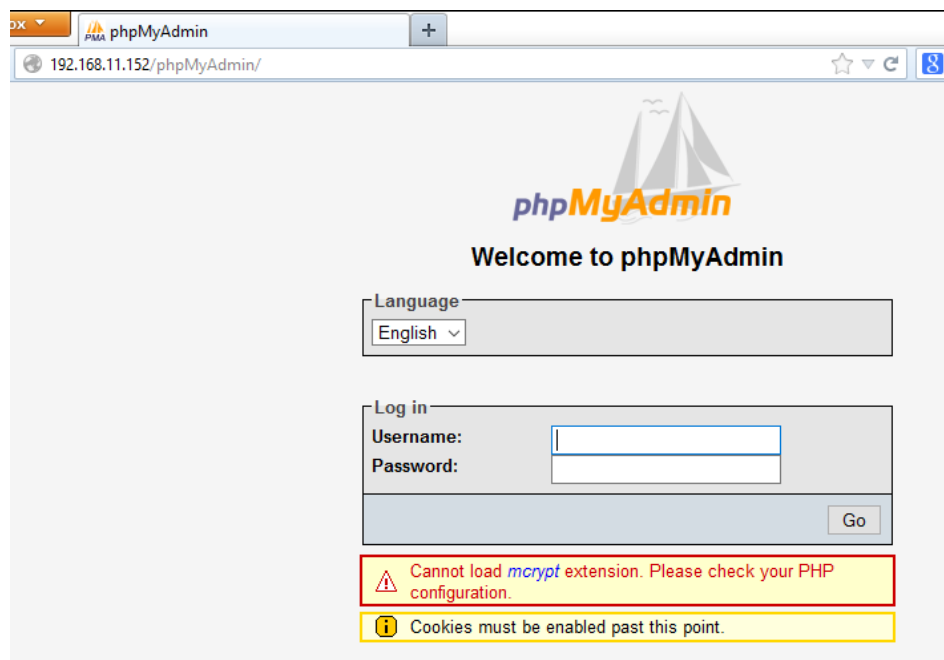 ox
phpMyAdmin
192.168.11.152/phpMyAdmin/
8
phpMyAdmin
Welcome to phpMyAdmin
Language
English
Log in
Username:
Password:
Go
Cannot load mcrypt extension. Please check your PHP
configuration.
Cookies must be enabled past this point.